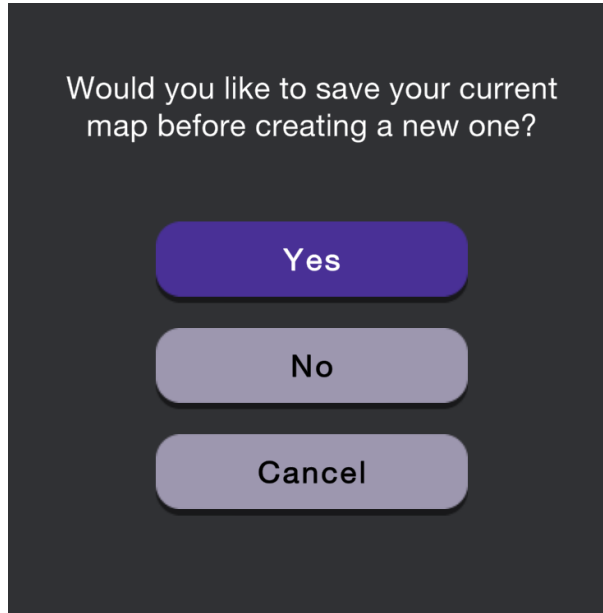 Would you like to save your current
map before creating a new one?
Yes
No
Cancel